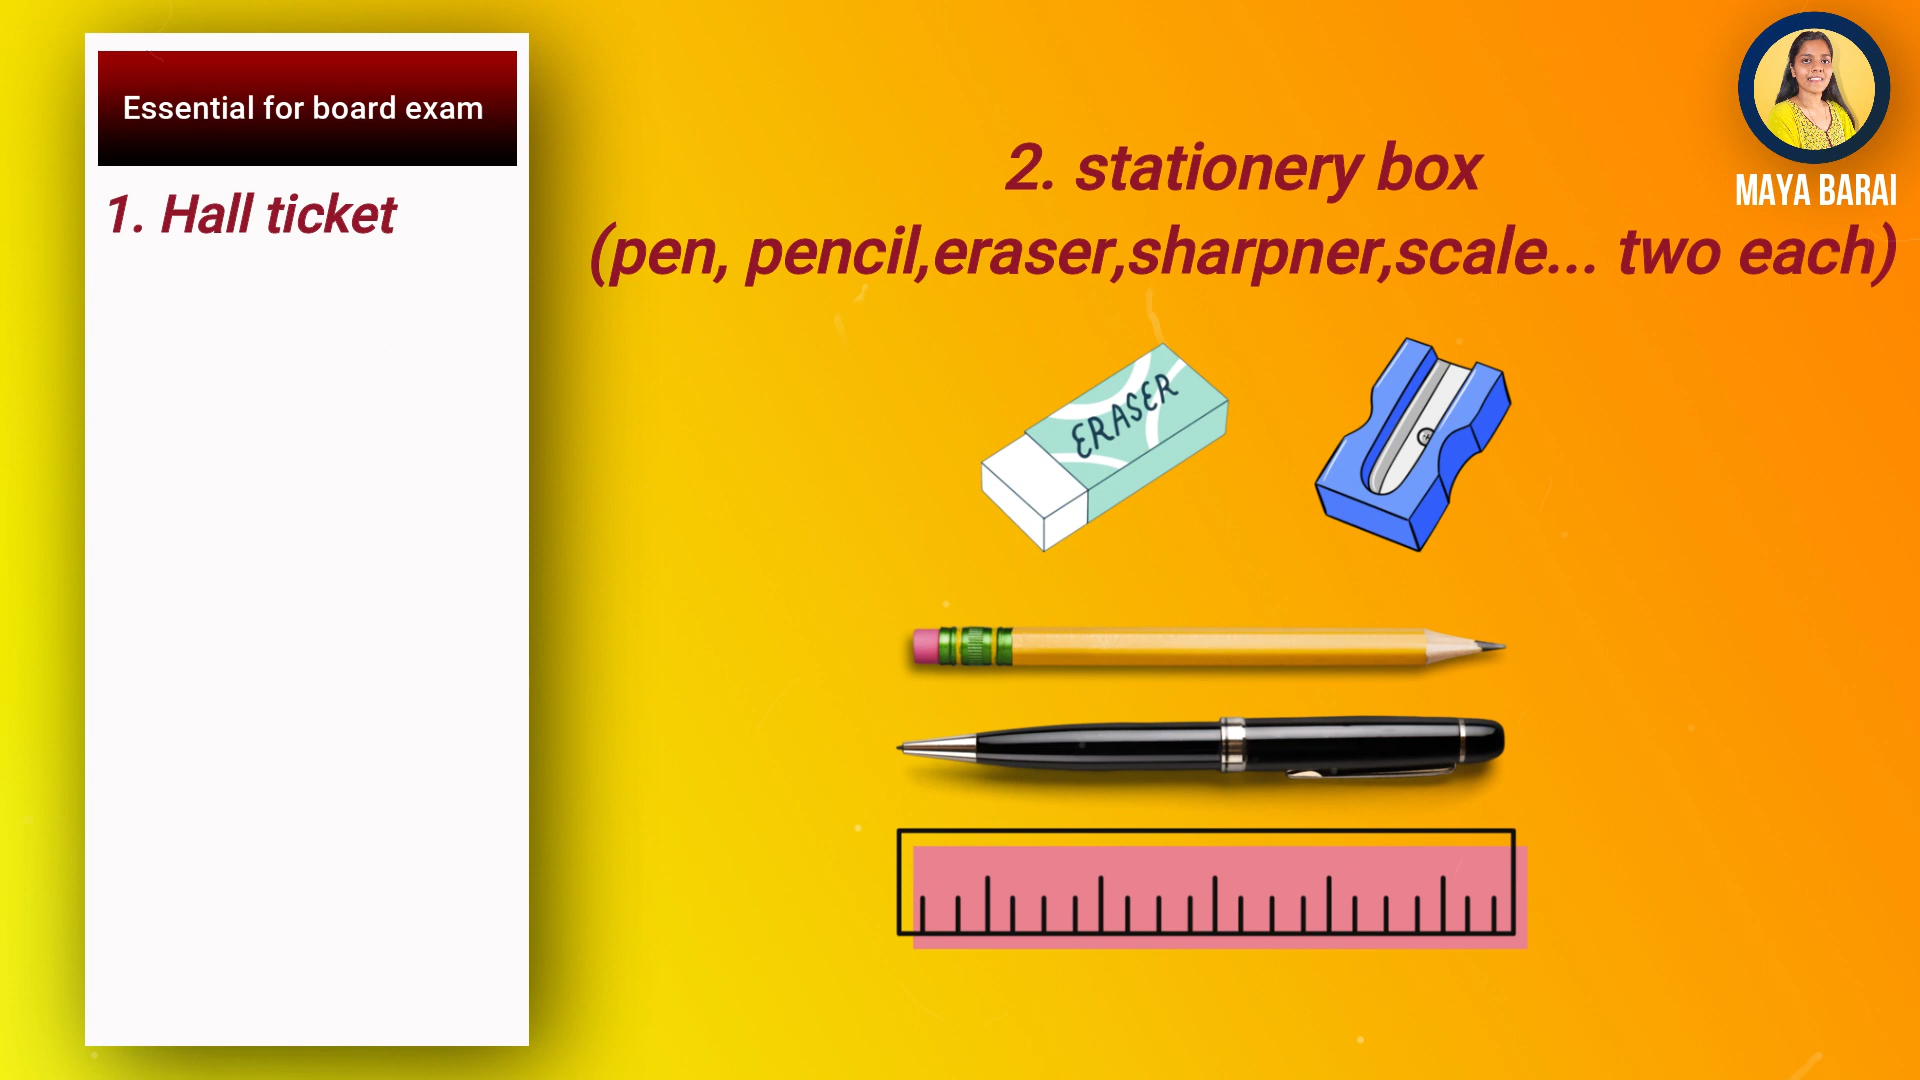 Essential for board exam
1. Hall ticket
2. stationery box
(pen, pencil,eraser,sharpner,scale... two each)
MAYA BARAI
ERASER